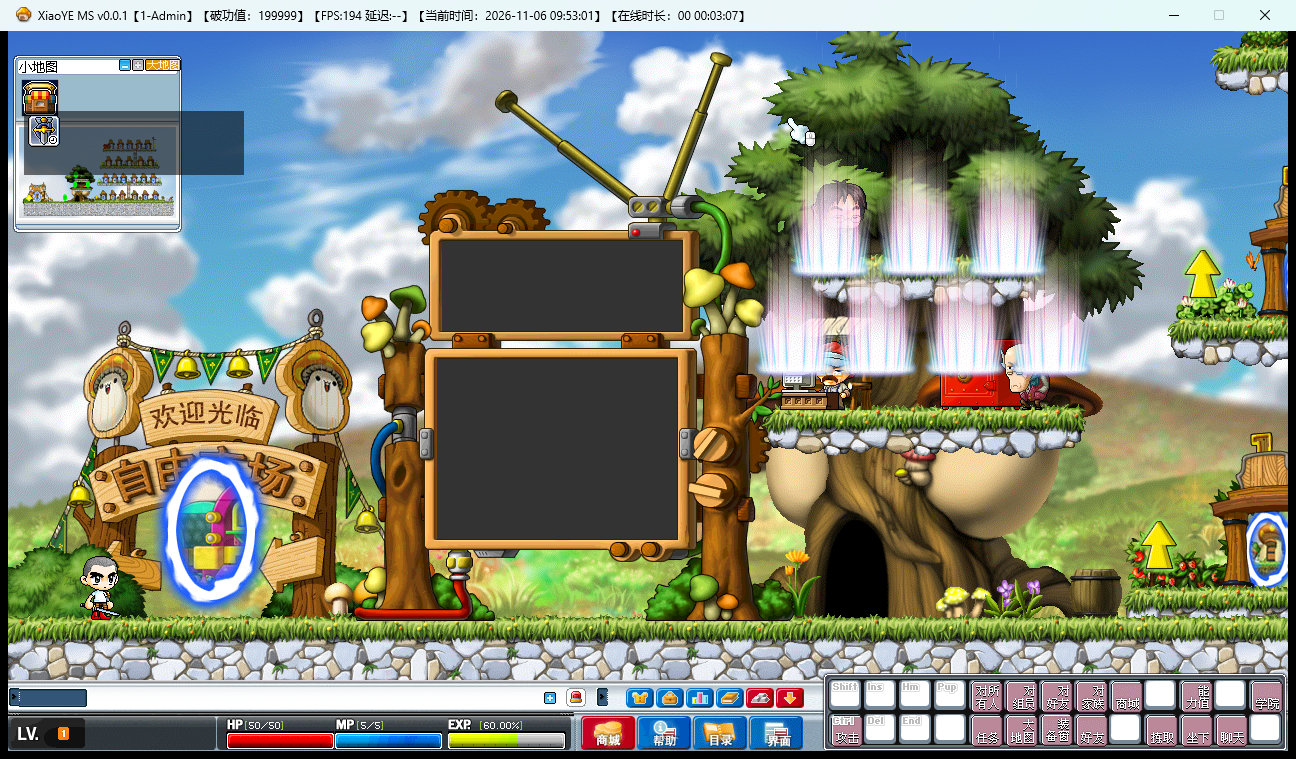 XiaoYE MS v0.0.1【1-Admin】【破功值：199999】【FPS:194 延迟:--】【当前时间：2026-11-06 09:53:01】【在线时长：00 00:03:07】
小地图
大地图
欢迎光临
自由市场
Shift
Ins
Hm
Pup
对所有人
对组员
对好友
对家族
商城
能力值
学院
Ctrl
攻击
Del
End
任务
大地图
装备窗
好友
拣取
坐下
聊天
LV. 1
HP[50/50]
MP[5/5]
EXP. [60.00%]
商城
帮助
目录
界面